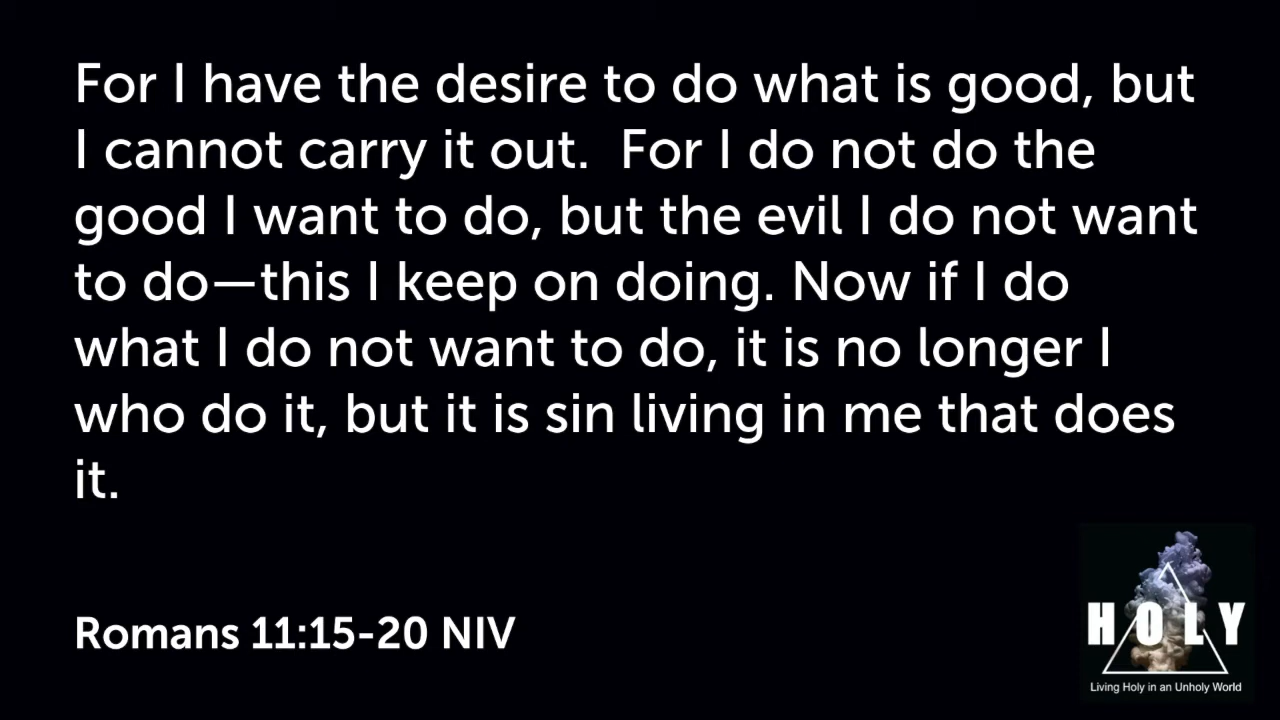 For I have the desire to do what is good, but
I cannot carry it out.  For I do not do the
good I want to do, but the evil I do not want
to do—this I keep on doing. Now if I do
what I do not want to do, it is no longer I
who do it, but it is sin living in me that does
it.
Romans 11:15-20 NIV
HOLY
Living Holy in an Unholy World